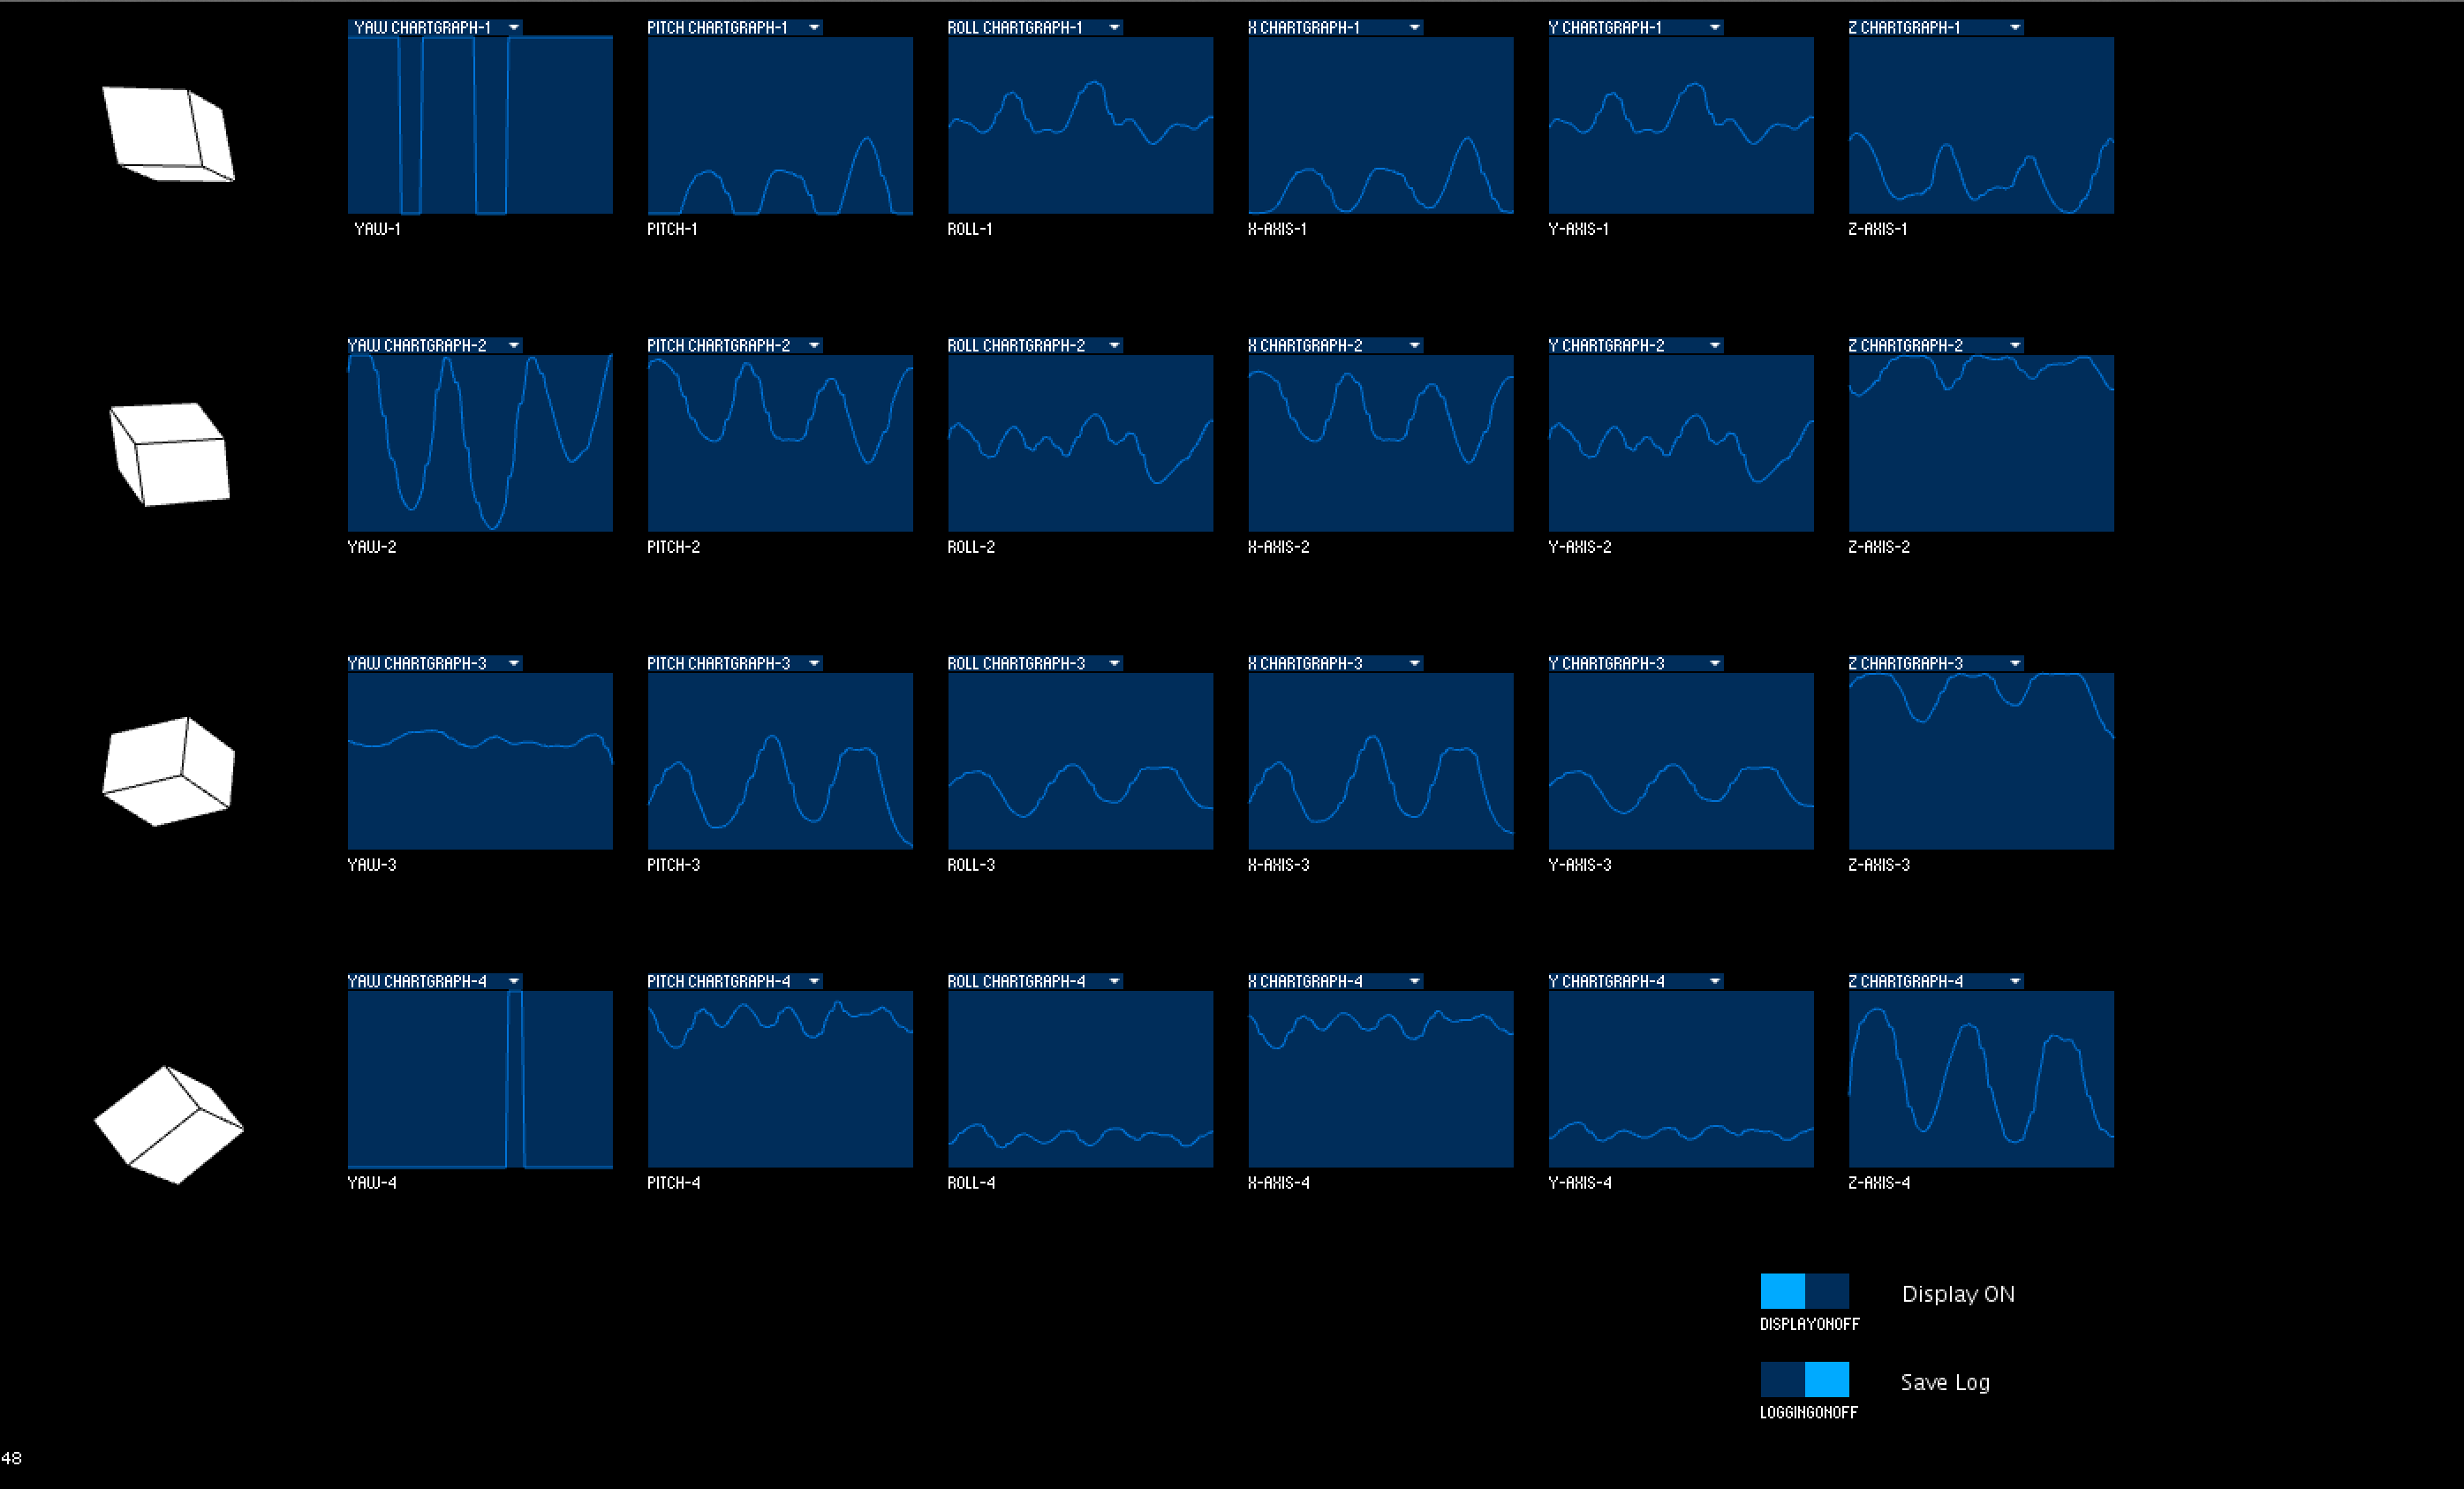 YAW CHARTGRAPH-1 PITCH CHARTGRAPH-1 ROLL CHARTGRAPH-1 X CHARTGRAPH-1 Y CHARTGRAPH-1 Z CHARTGRAPH-1
YAW-1 PITCH-1 ROLL-1 X-AXIS-1 Y-AXIS-1 Z-AXIS-1
YAW CHARTGRAPH-2 PITCH CHARTGRAPH-2 ROLL CHARTGRAPH-2 X CHARTGRAPH-2 Y CHARTGRAPH-2 Z CHARTGRAPH-2
YAW-2 PITCH-2 ROLL-2 X-AXIS-2 Y-AXIS-2 Z-AXIS-2
YAW CHARTGRAPH-3 PITCH CHARTGRAPH-3 ROLL CHARTGRAPH-3 X CHARTGRAPH-3 Y CHARTGRAPH-3 Z CHARTGRAPH-3
YAW-3 PITCH-3 ROLL-3 X-AXIS-3 Y-AXIS-3 Z-AXIS-3
YAW CHARTGRAPH-4 PITCH CHARTGRAPH-4 ROLL CHARTGRAPH-4 X CHARTGRAPH-4 Y CHARTGRAPH-4 Z CHARTGRAPH-4
YAW-4 PITCH-4 ROLL-4 X-AXIS-4 Y-AXIS-4 Z-AXIS-4
Display ON
DISPLAYONOFF
Save Log
LOGGINGONOFF
48